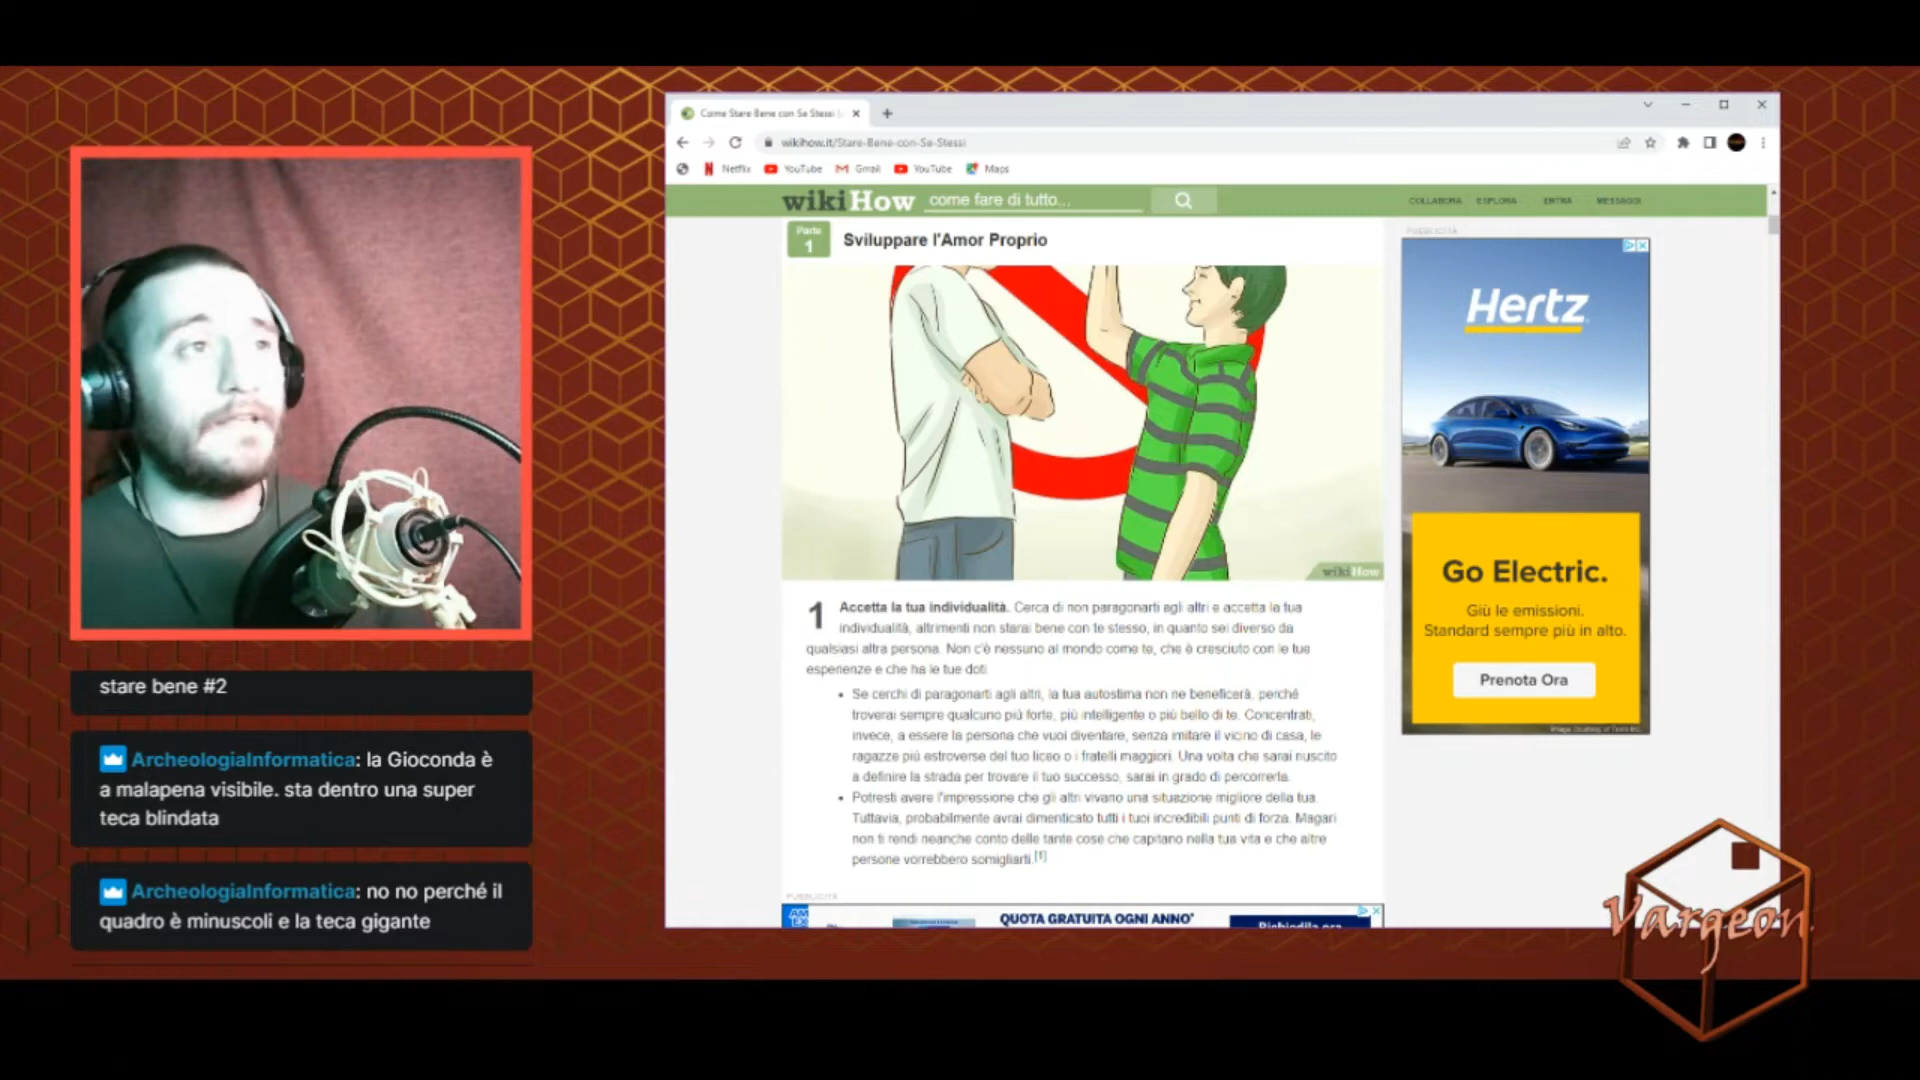 stare bene #2
ArcheologiaInformatica: la Gioconda è
a malapena visibile. sta dentro una super
teca blindata
ArcheologiaInformatica: no no perché il
quadro è minuscoli e la teca gigante
Come Stare Bene con Se Stessi
wikihow.it/Stare-Bene-con-Se-Stessi
Netflix YouTube Gmail YouTube Maps
wikiHow come fare di tutto... COLLABORA ESPLORA ENTRA MESSAGGI
Parte
1 Sviluppare l'Amor Proprio
wikiHow
1 Accetta la tua individualità. Cerca di non paragonarti agli altri e accetta la tua
individualità, altrimenti non starai bene con te stesso, in quanto sei diverso da
qualsiasi altra persona. Non c'è nessuno al mondo come te, che è cresciuto con le tue
esperienze e che ha le tue doti.
• Se cerchi di paragonarti agli altri, la tua autostima non ne beneficerà, perché
troverai sempre qualcuno più forte, più intelligente o più bello di te. Concentrati,
invece, a essere la persona che vuoi diventare, senza imitare il vicino di casa, le
ragazze più estroverse del tuo liceo o i fratelli maggiori. Una volta che sarai riuscito
a definire la strada per trovare il tuo successo, sarai in grado di percorrerla.
• Potresti avere l'impressione che gli altri vivano una situazione migliore della tua.
Tuttavia, probabilmente avrai dimenticato tutti i tuoi incredibili punti di forza. Magari
non ti rendi neanche conto delle tante cose che capitano nella tua vita e che altre
persone vorrebbero somigliarti.[1]
PUBBLICITÀ
QUOTA GRATUITA OGNI ANNO*
Richiedila ora
PUBBLICITÀ
Hertz
Go Electric.
Giù le emissioni.
Standard sempre più in alto.
Prenota Ora
Vargeon